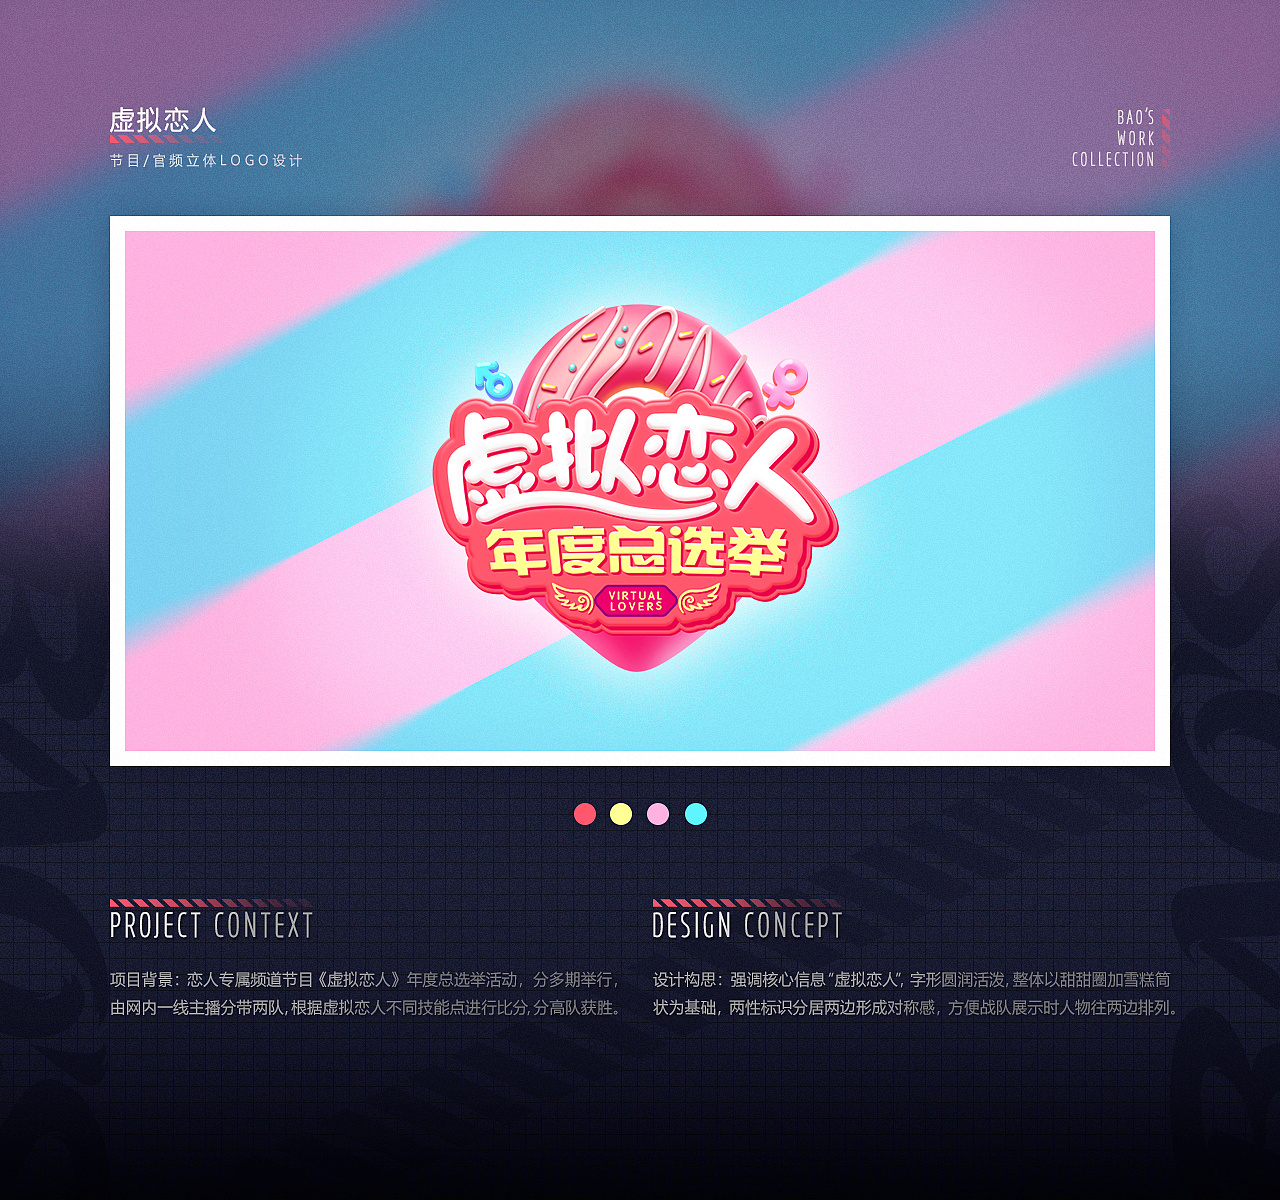 虚拟恋人
节目/官频立体LOGO设计
BAO'S
WORK
COLLECTION
虚拟恋人
年度总选举
VIRTUAL
LOVERS
PROJECT CONTEXT
项目背景：恋人专属频道节目《虚拟恋人》年度总选举活动，分多期举行，
由网内一线主播分带两队，根据虚拟恋人不同技能点进行比分，分高队获胜。
DESIGN CONCEPT
设计构思：强调核心信息“虚拟恋人”，字形圆润活泼，整体以甜甜圈加雪糕筒
状为基础，两性标识分居两边形成对称感，方便战队展示时人物往两边排列。